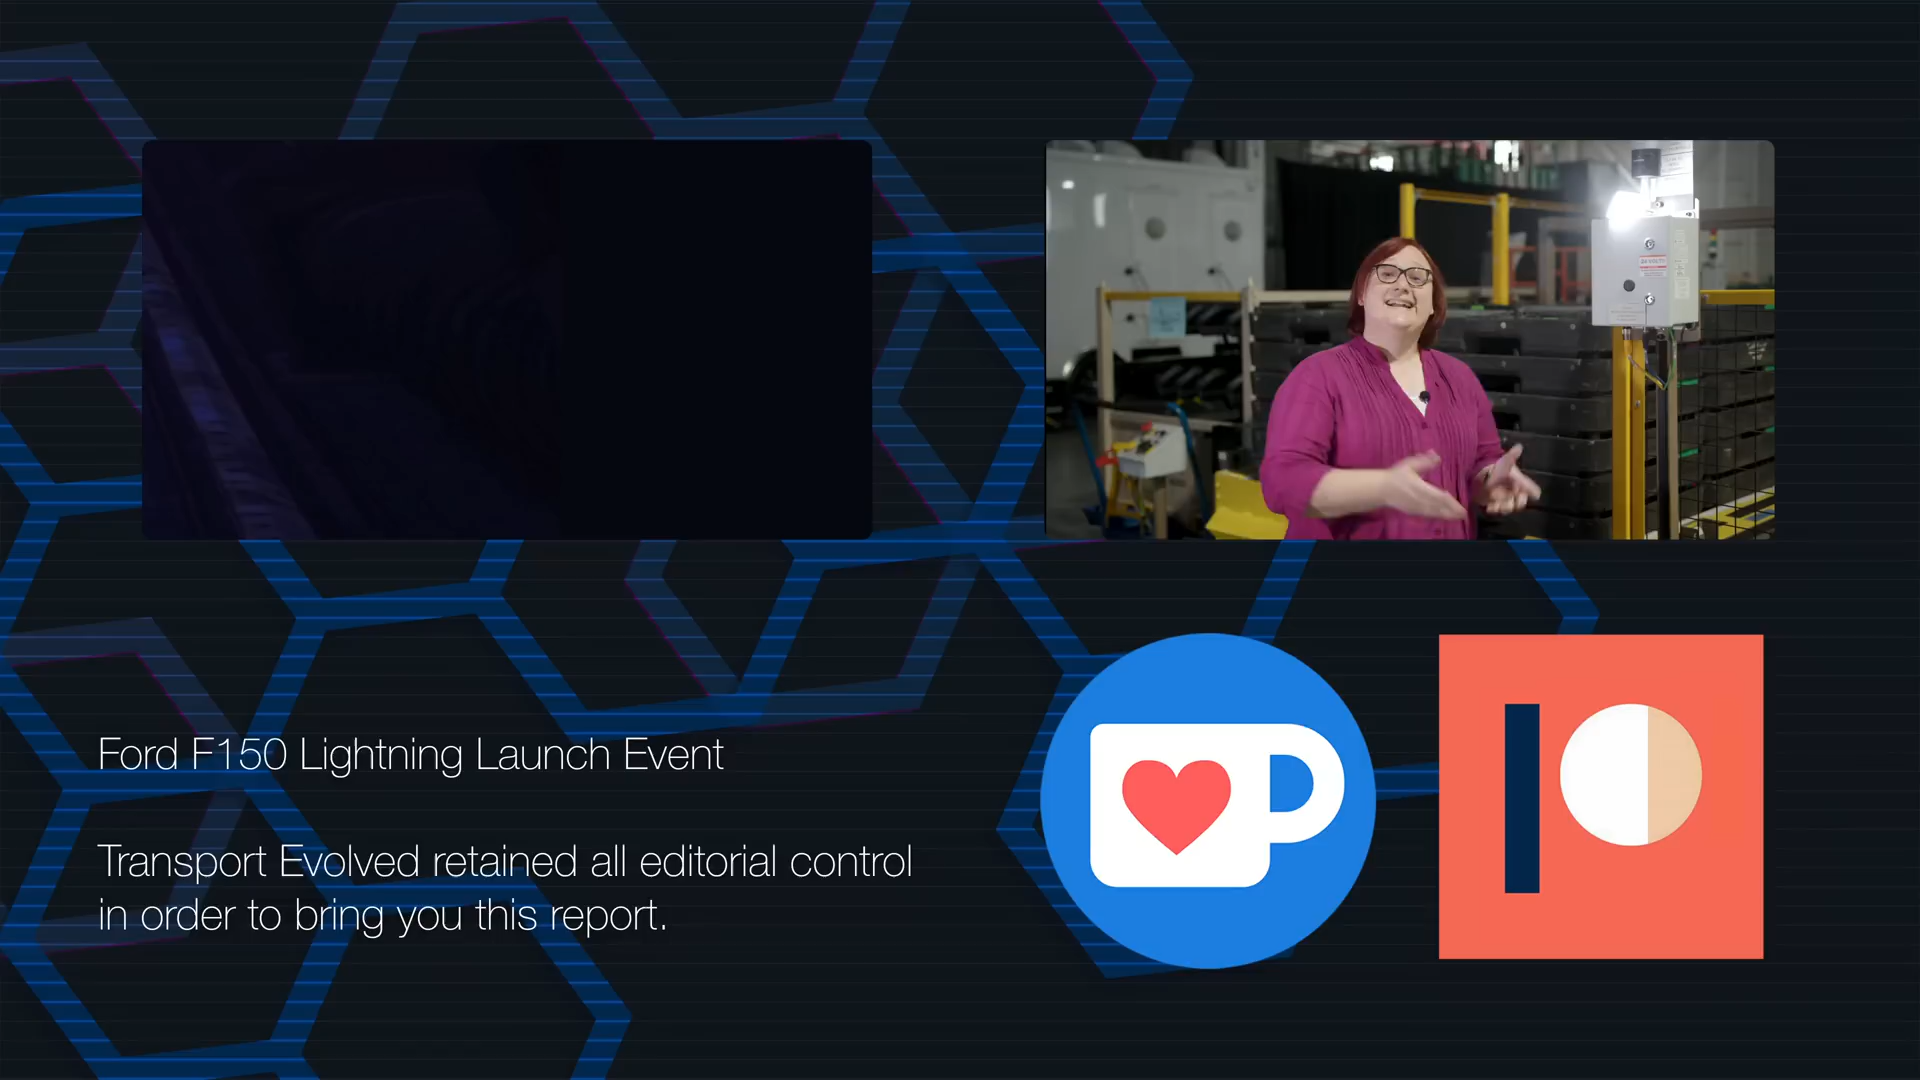 Ford F150 Lightning Launch Event
Transport Evolved retained all editorial control
in order to bring you this report.